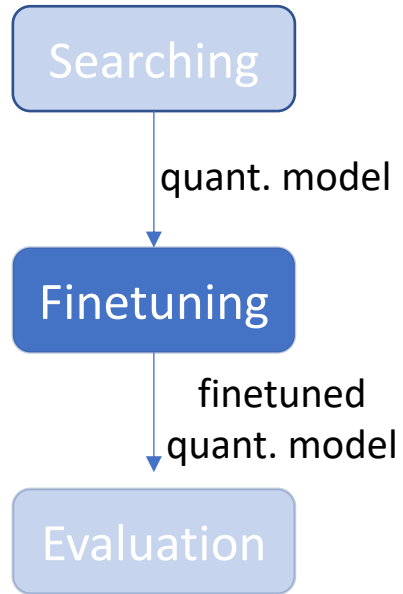 Searching
quant. model
Finetuning
finetuned
quant. model
Evaluation